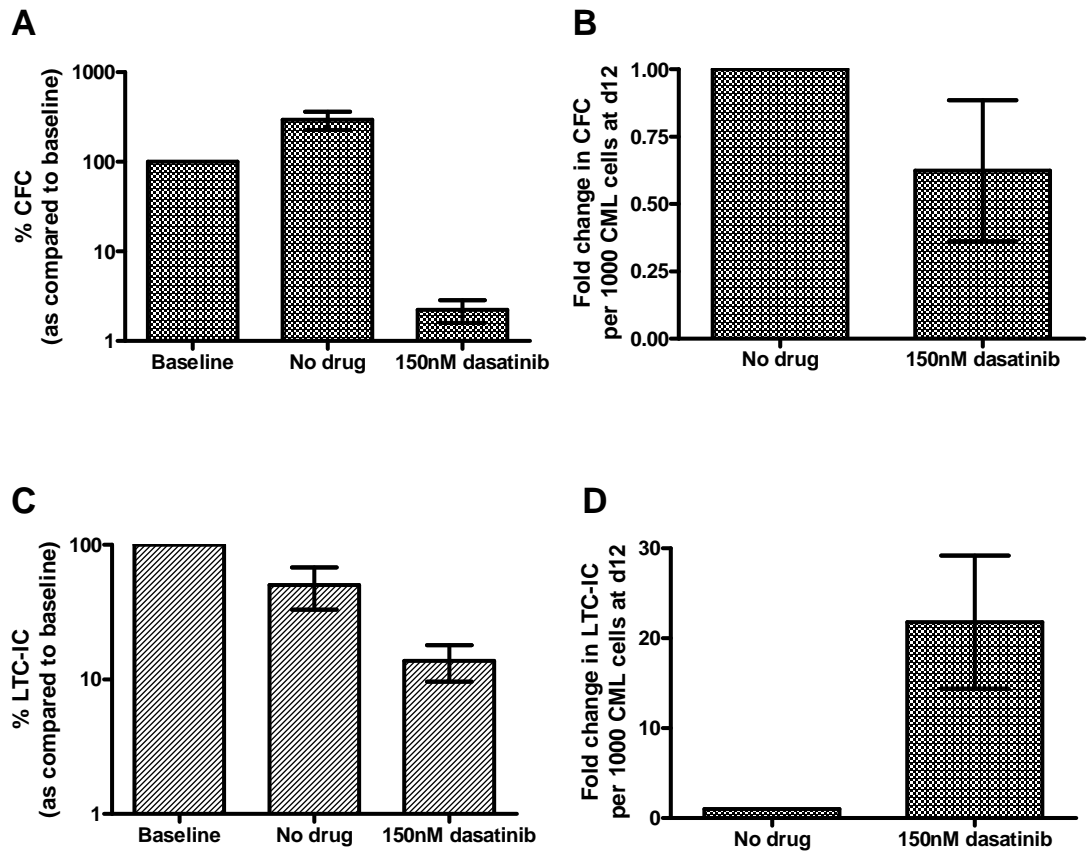 A
% CFC
(as compared to baseline)
1000
100
10
1
Baseline
No drug
150nM dasatinib
B
Fold change in CFC
per 1000 CML cells at d12
1.00
0.75
0.50
0.25
0.00
No drug
150nM dasatinib
C
% LTC-IC
(as compared to baseline)
100
10
1
Baseline
No drug
150nM dasatinib
D
Fold change in LTC-IC
per 1000 CML cells at d12
30
20
10
0
No drug
150nM dasatinib